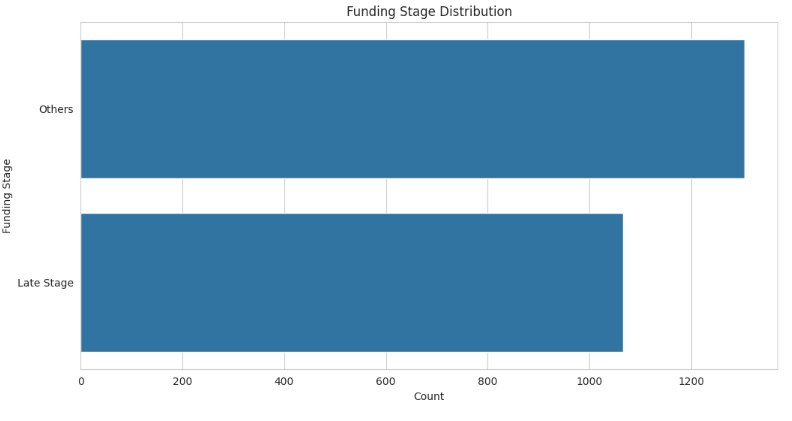 Funding Stage Distribution
Funding Stage
Others
Late Stage
0 200 400 600 800 1000 1200
Count